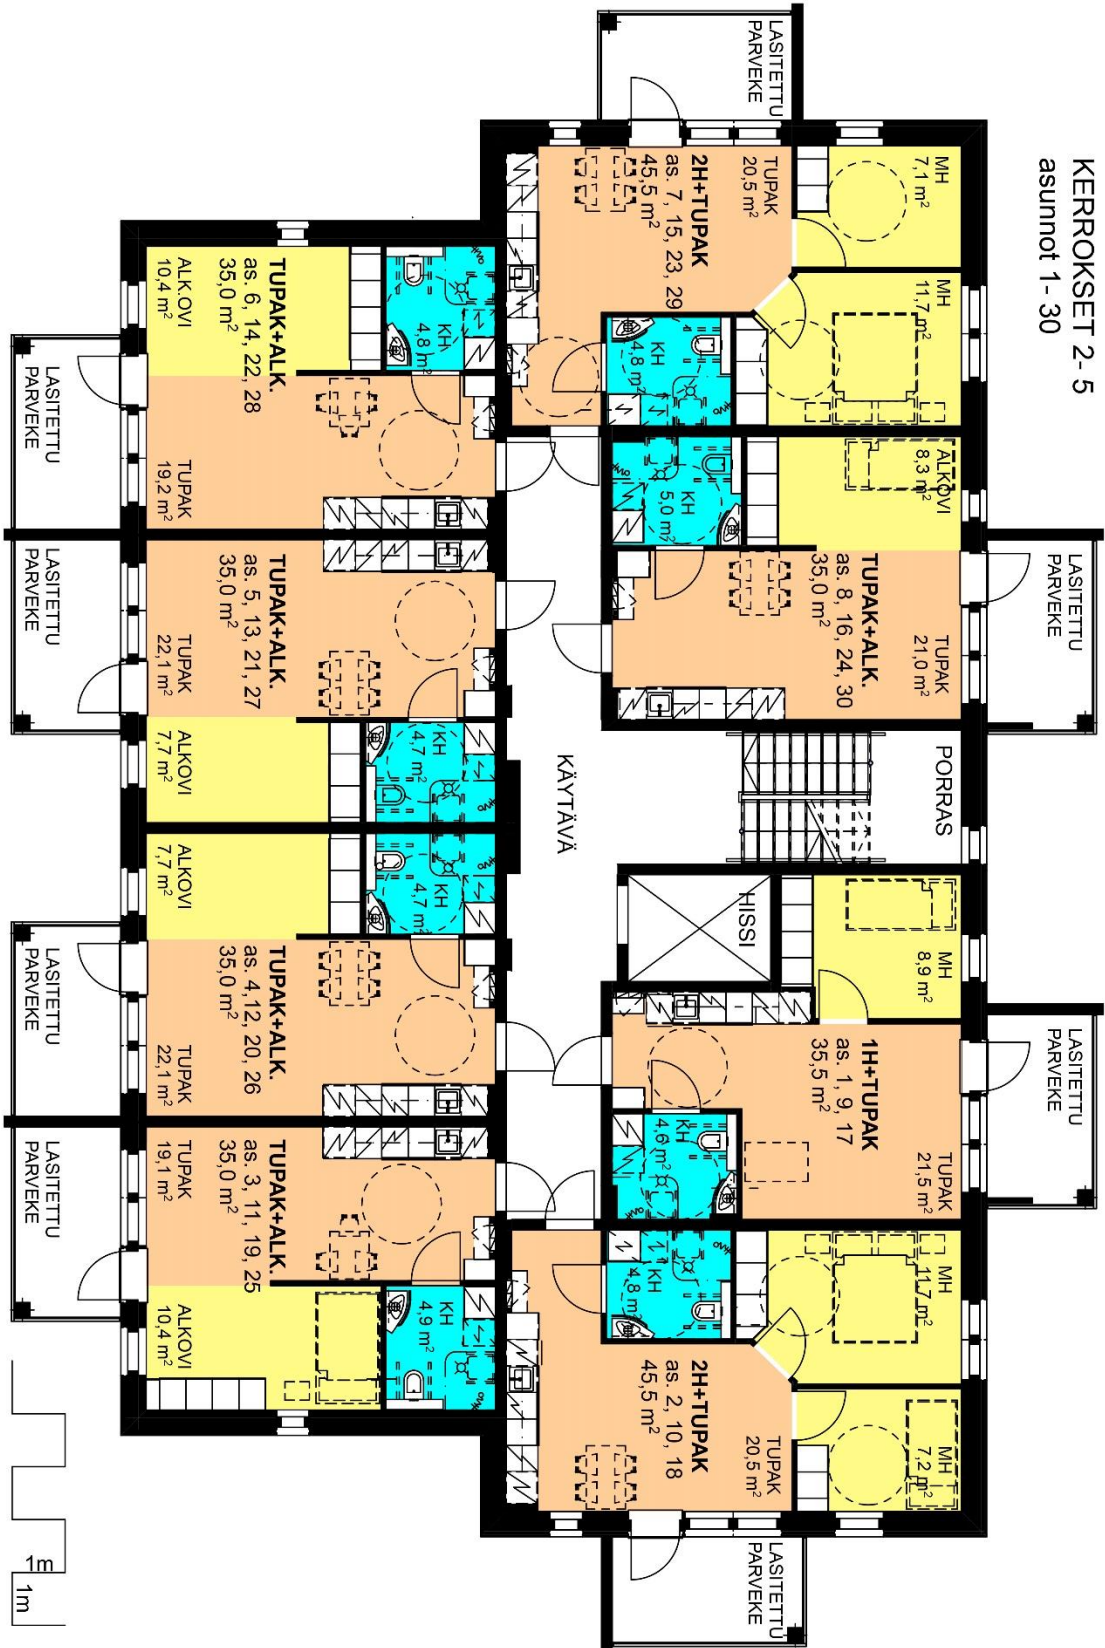 KERROKSET 2- 5
asunnot 1- 30
LASITETTU
PARVEKE
MH
7,1 m²
TUPAK
20,5 m²
2H+TUPAK
as. 7, 15, 23, 29
45,5 m²
MH
11,7 m²
KH
4,8 m²
TUPAK+ALK.
as. 6, 14, 22, 28
35,0 m²
ALKOVI
10,4 m²
KH
4,8 m²
TUPAK
19,2 m²
LASITETTU
PARVEKE
ALKOVI
8,3 m²
KH
5,0 m²
TUPAK+ALK.
as. 8, 16, 24, 30
35,0 m²
TUPAK
21,0 m²
LASITETTU
PARVEKE
TUPAK+ALK.
as. 5, 13, 21, 27
35,0 m²
TUPAK
22,1 m²
LASITETTU
PARVEKE
KH
4,7 m²
ALKOVI
7,7 m²
KÄYTÄVÄ
PORRAS
HISSI
KH
4,7 m²
ALKOVI
7,7 m²
TUPAK+ALK.
as. 4,12, 20, 26
35,0 m²
TUPAK
22,1 m²
LASITETTU
PARVEKE
MH
8,9 m²
1H+TUPAK
as. 1, 9, 17
35,5 m²
TUPAK
21,5 m²
KH
4,6 m²
LASITETTU
PARVEKE
TUPAK+ALK.
as. 3, 11, 19, 25
35,0 m²
TUPAK
19,1 m²
LASITETTU
PARVEKE
KH
4,9 m²
ALKOVI
10,4 m²
MH
11,7 m²
KH
4,8 m²
2H+TUPAK
as. 2, 10, 18
45,5 m²
TUPAK
20,5 m²
MH
7,2 m²
LASITETTU
PARVEKE
1m
1m